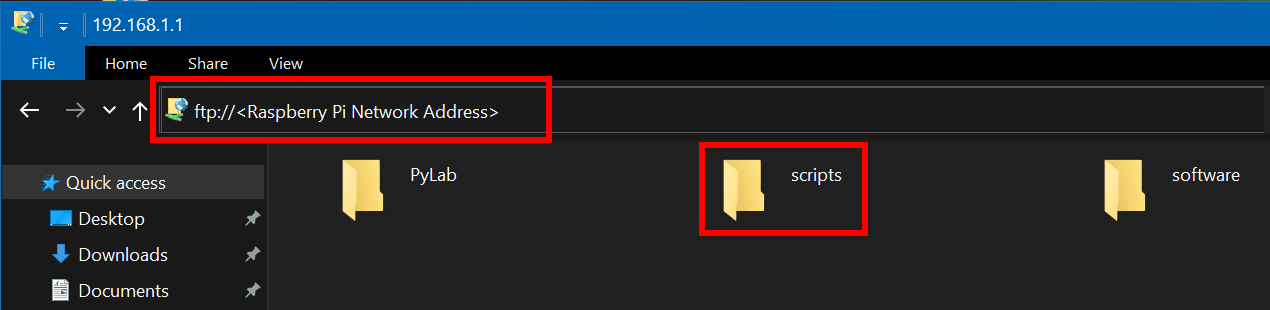 192.168.1.1
File Home Share View
ftp://<Raspberry Pi Network Address>
Quick access
Desktop
Downloads
Documents
PyLab scripts software